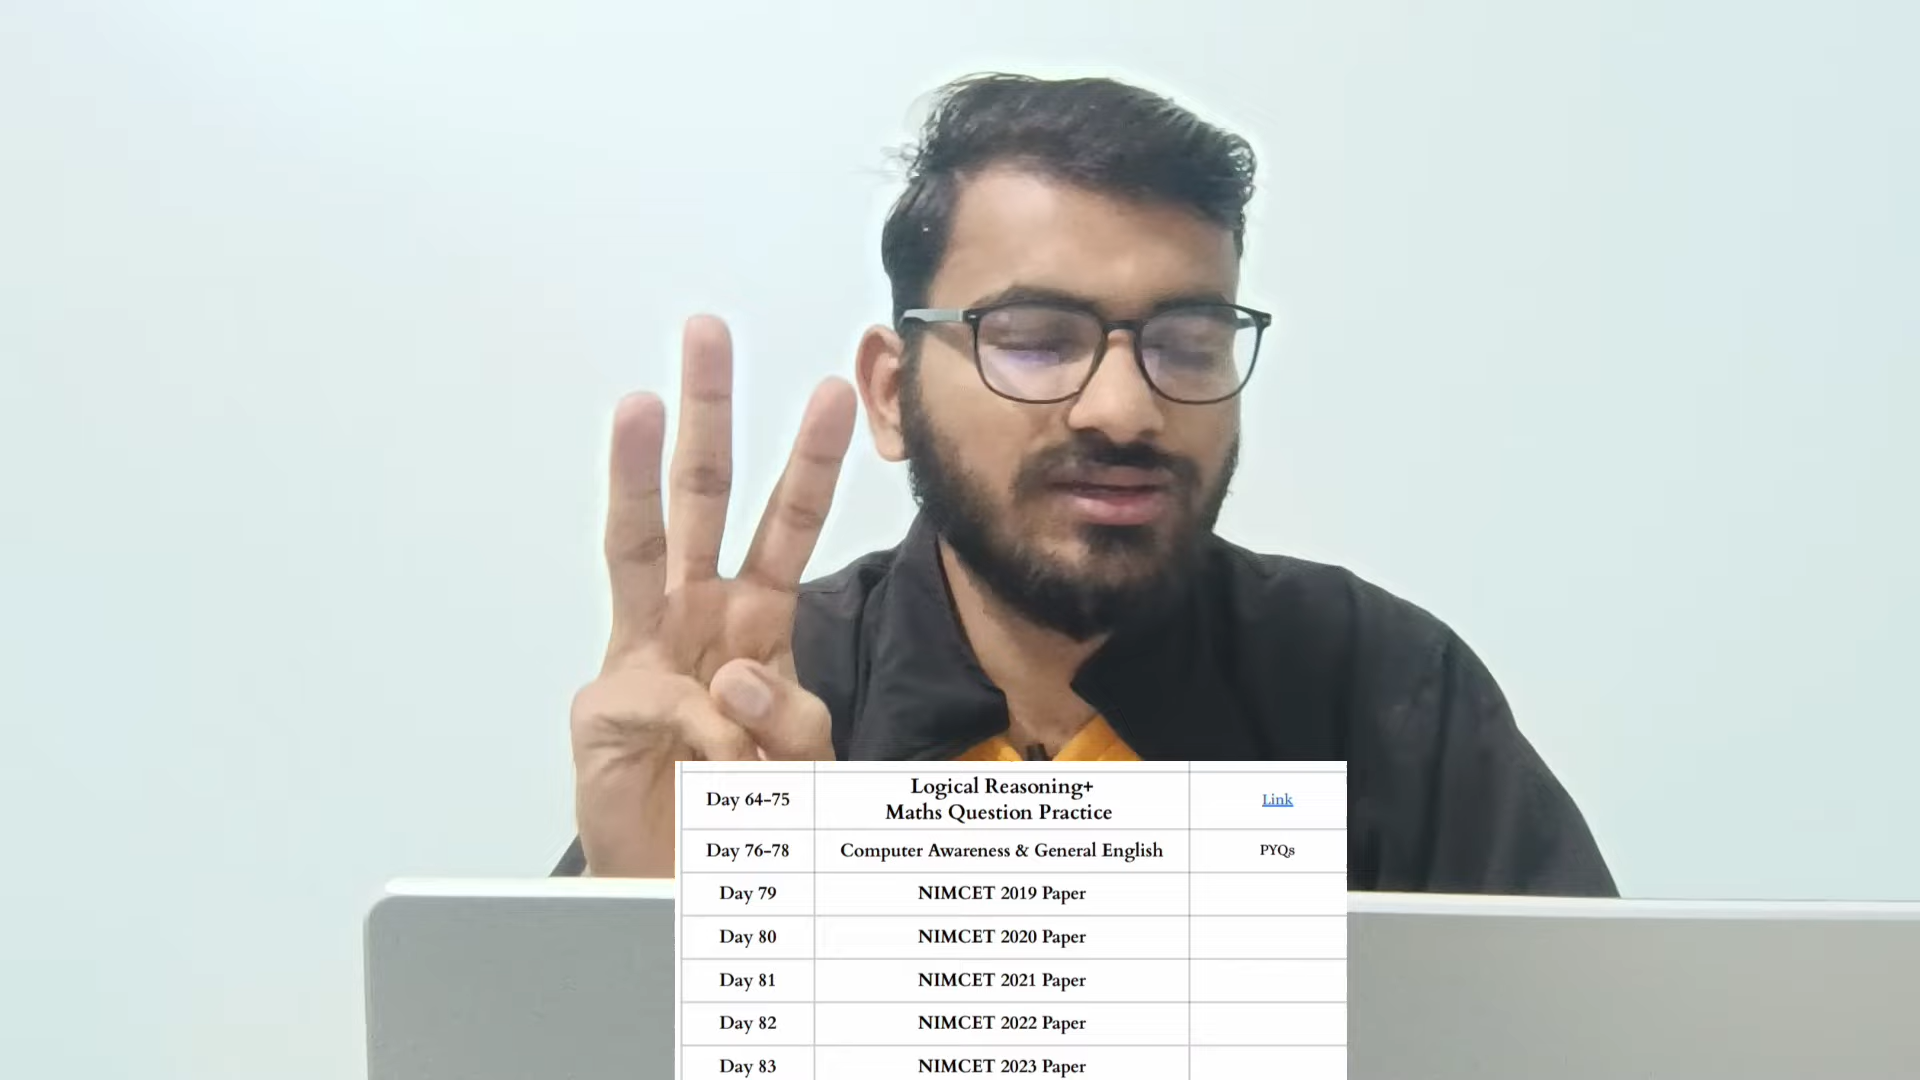 Day 64-75
Logical Reasoning+
Maths Question Practice
Link
Day 76-78
Computer Awareness & General English
PYQs
Day 79
NIMCET 2019 Paper
Day 80
NIMCET 2020 Paper
Day 81
NIMCET 2021 Paper
Day 82
NIMCET 2022 Paper
Day 83
NIMCET 2023 Paper